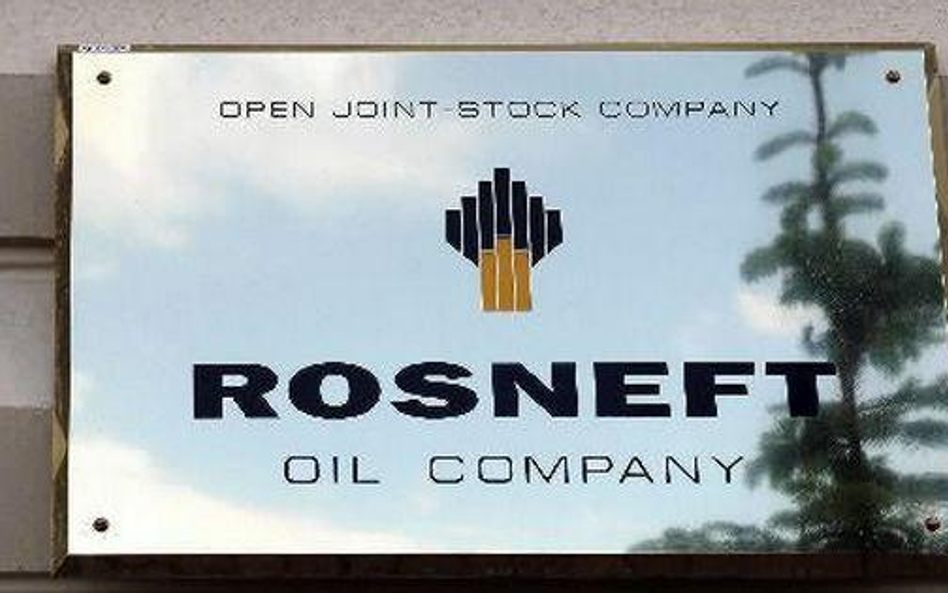 OPEN JOINT-STOCK COMPANY
ROSNEFT
OIL COMPANY